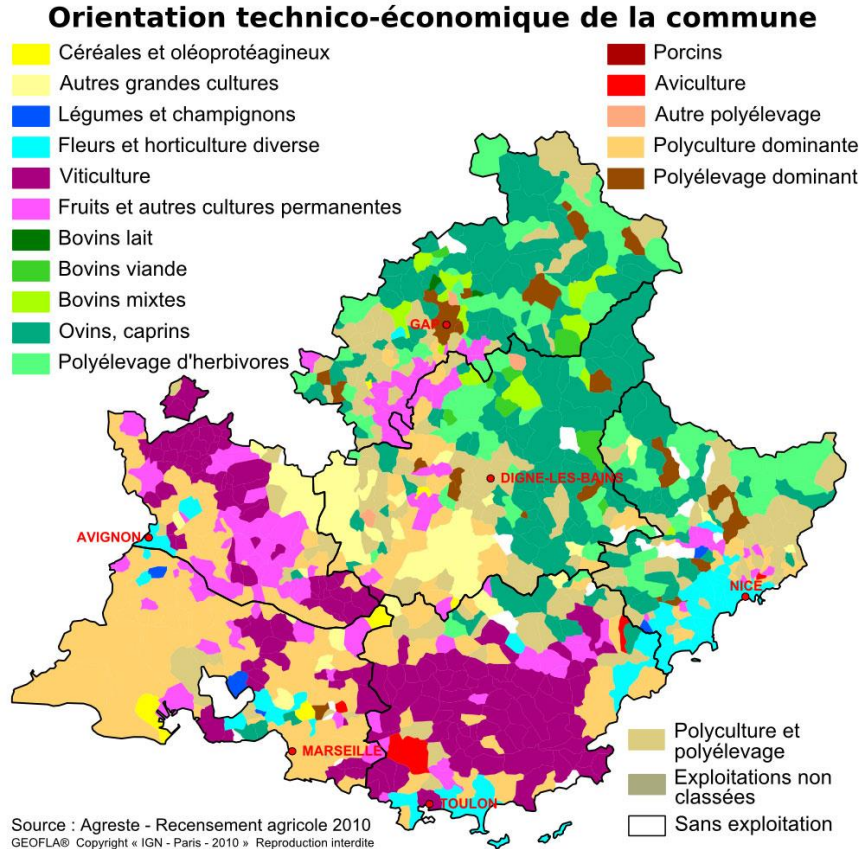 Orientation technico-économique de la commune
Céréales et oléoprotéagineux
Autres grandes cultures
Légumes et champignons
Fleurs et horticulture diverse
Viticulture
Fruits et autres cultures permanentes
Bovins lait
Bovins viande
Bovins mixtes
Ovins, caprins
Polyélevage d'herbivores
Porcins
Aviculture
Autre polyélevage
Polyculture dominante
Polyélevage dominant
GAP
DIGNE-LES-BAINS
AVIGNON
NICE
MARSEILLE
TOULON
Polyculture et
polyélevage
Exploitations non
classées
Sans exploitation
Source : Agreste - Recensement agricole 2010
GEOFLA® Copyright « IGN - Paris - 2010 » Reproduction interdite